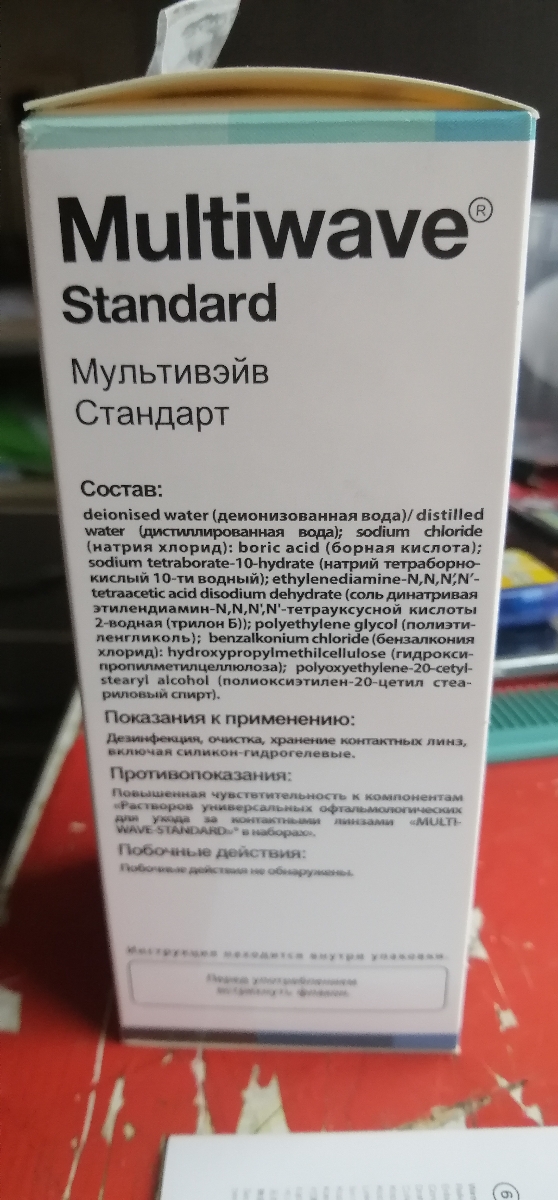 Multiwave®
Standard
Мультивэйв
Стандарт
Состав:
deionised water (деионизованная вода)/ distilled
water (дистиллированная вода); sodium chloride
(натрия хлорид): boric acid (борная кислота);
sodium tetraborate-10-hydrate (натрий тетраборно-
кислый 10-ти водный); ethylenediamine-N,N,N',N'-
tetraacetic acid disodium dehydrate (соль динатривая
этилендиамин-N,N,N',N'-тетрауксусной кислоты
2-водная (трилон Б)); polyethylene glycol (полиэти-
ленгликоль); benzalkonium chloride (бензалкония
хлорид): hydroxypropylmethilcellulose (гидрокси-
пропилметилцеллюлоза); polyoxyethylene-20-cetyl-
stearyl alcohol (полиоксиэтилен-20-цетил стеа-
риловый спирт).
Показания к применению:
Дезинфекция, очистка, хранение контактных линз,
включая силикон-гидрогелевые.
Противопоказания:
Повышенная чувстветительность к компонентам
«Растворов универсальных офтальмологических
для ухода за контактными линзами «MULTI-
WAVE-STANDARD»® в наборах».
Побочные действия:
Побочные действия не обнаружены.
Инструкция находится внутри упаковки.
Перед употреблением
встряхнуть флакон.